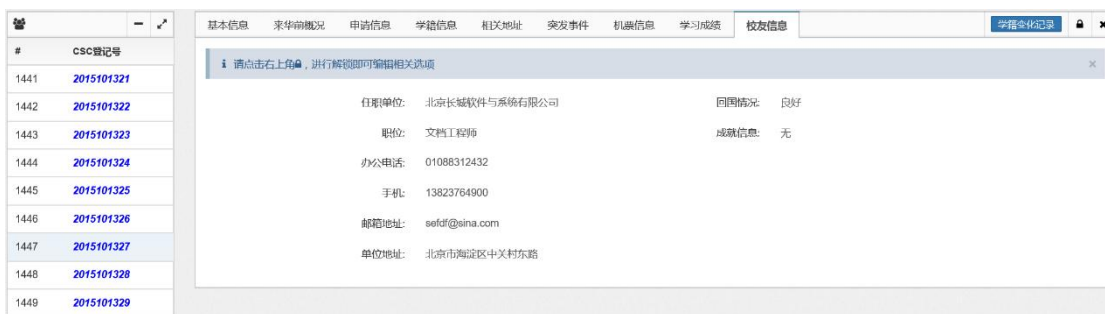 基本信息 来华前概况 申请信息 学籍信息 相关地址 突发事件 机票信息 学习成绩 校友信息 学籍变化记录
# CSC登记号
1441 2015101321
1442 2015101322
1443 2015101323
1444 2015101324
1445 2015101325
1446 2015101326
1447 2015101327
1448 2015101328
1449 2015101329
请点击右上角，进行解锁即可编辑相关选项
任职单位: 北京长城软件与系统有限公司 回国情况: 良好
职位: 文档工程师 成就信息: 无
办公电话: 01088312432
手机: 13823764900
邮箱地址: sefdf@sina.com
单位地址: 北京市海淀区中关村东路